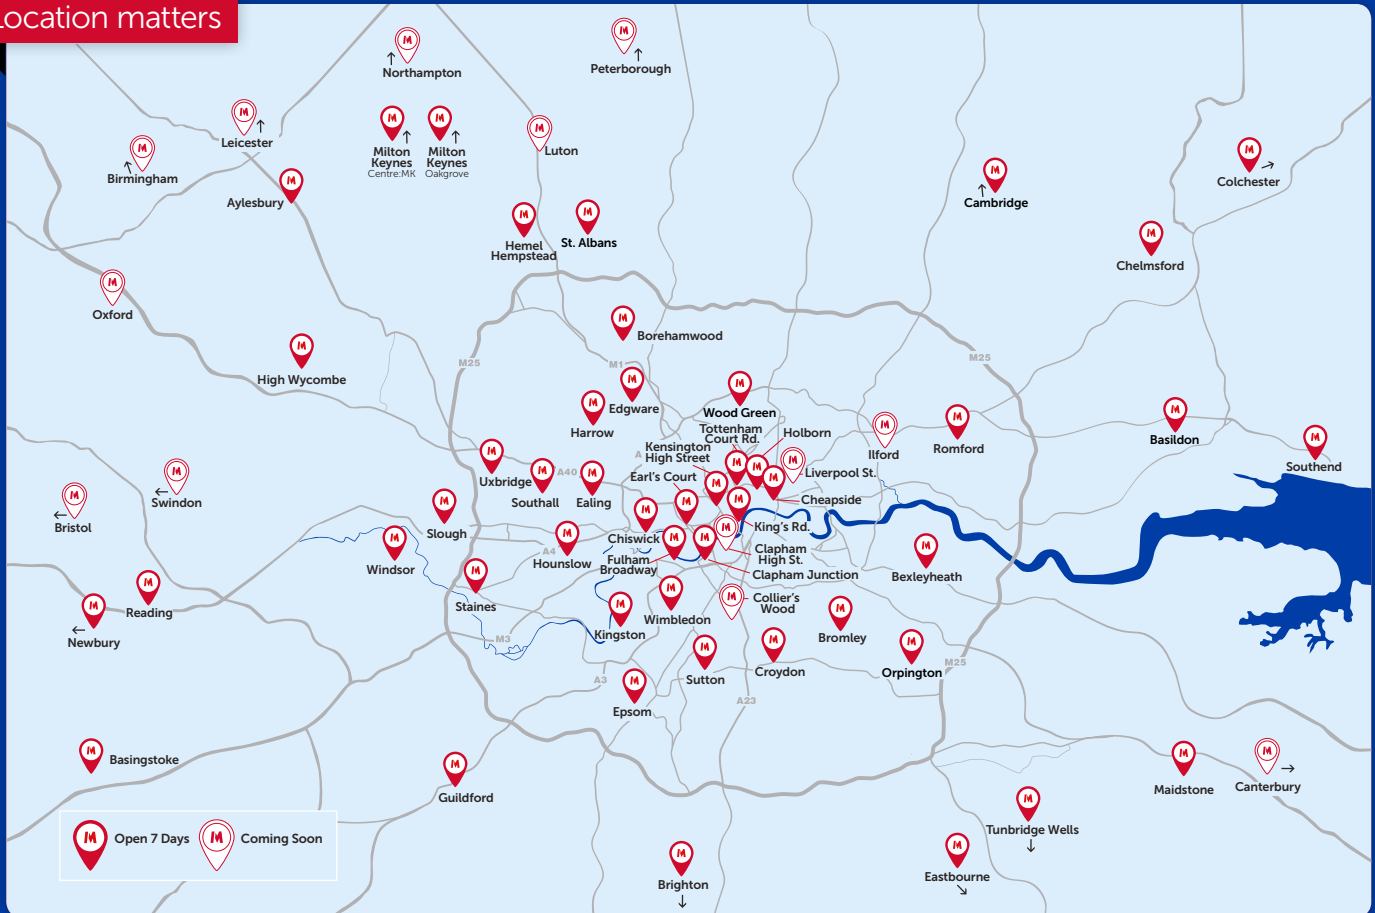 Location matters
Northampton
Peterborough
Leicester
Milton
Keynes
Centre:MK
Milton
Keynes
Oakgrove
Luton
Birmingham
Aylesbury
Colchester
Cambridge
Hemel
Hempstead
St. Albans
Chelmsford
Oxford
Borehamwood
M25
M1
M25
High Wycombe
Edgware
Harrow
Wood Green
Tottenham
Court Rd.
Holborn
Kensington
High Street
Ilford
Romford
Basildon
Southend
Earl's Court
Liverpool St.
Uxbridge
A40
A
Southall
Ealing
Cheapside
Swindon
Bristol
Slough
King's Rd.
Chiswick
Windsor
A4
Hounslow
Fulham
Broadway
Clapham
High St.
Clapham Junction
Bexleyheath
Staines
Reading
Newbury
Collier's
Wood
Wimbledon
Kingston
M3
Bromley
Sutton
Croydon
Orpington
M25
A3
Epsom
A23
Basingstoke
Guildford
Maidstone
Canterbury
Tunbridge Wells
Eastbourne
Brighton
Open 7 Days
Coming Soon